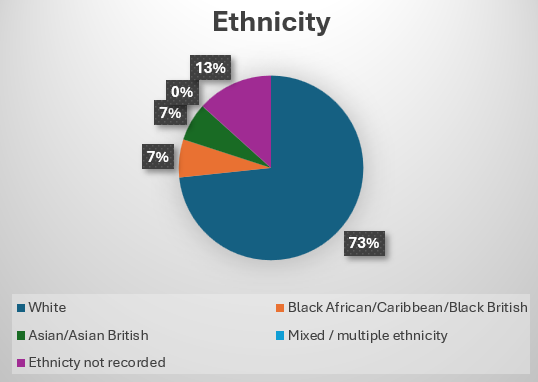 Ethnicity
13%
0%
7%
7%
73%
White
Black African/Caribbean/Black British
Asian/Asian British
Mixed / multiple ethnicity
Ethnicty not recorded